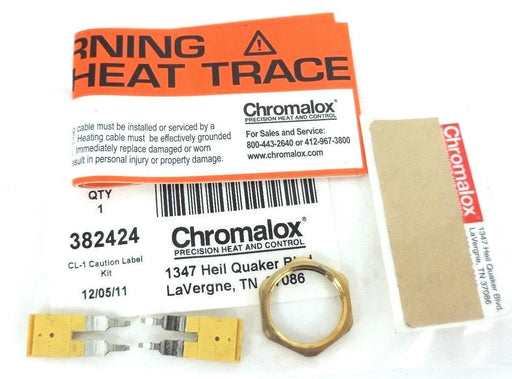 RNING
HEAT TRACE
cable must be installed or serviced by a
Heating cable must be effectively grounded
Immediately replace damaged or worn
result in personal injury or property damage.
Chromalox®
PRECISION HEAT AND CONTROL
For Sales and Service:
800-443-2640 or 412-967-3800
www.chromalox.com
QTY
1
382424
CL-1 Caution Label
Kit
12/05/11
Chromalox®
PRECISION HEAT AND CONTROL
1347 Heil Quaker Blvd
LaVergne, TN 37086
Chromalox
1347 Heil Quaker Blvd.
LaVergne, TN 37086